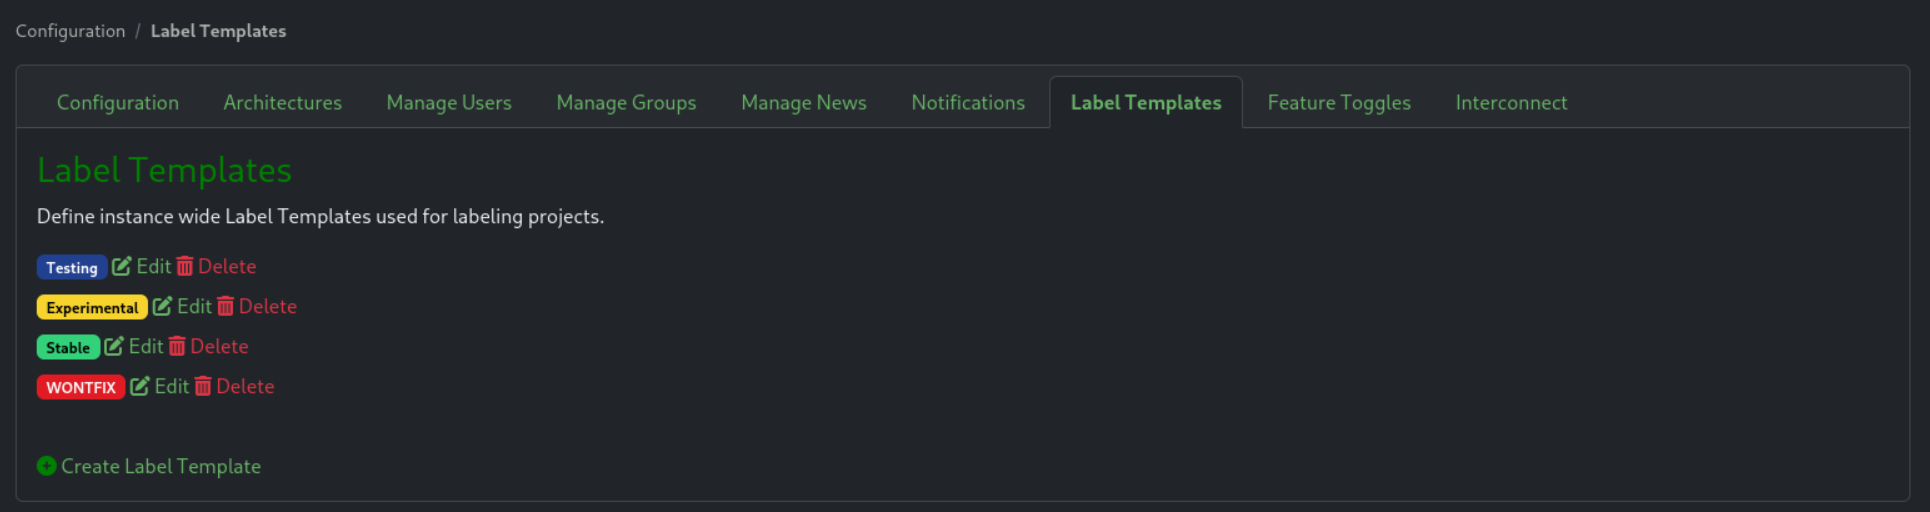 Configuration / Label Templates
Configuration Architectures Manage Users Manage Groups Manage News Notifications Label Templates Feature Toggles Interconnect
Label Templates
Define instance wide Label Templates used for labeling projects.
Testing Edit Delete
Experimental Edit Delete
Stable Edit Delete
WONTFIX Edit Delete
Create Label Template